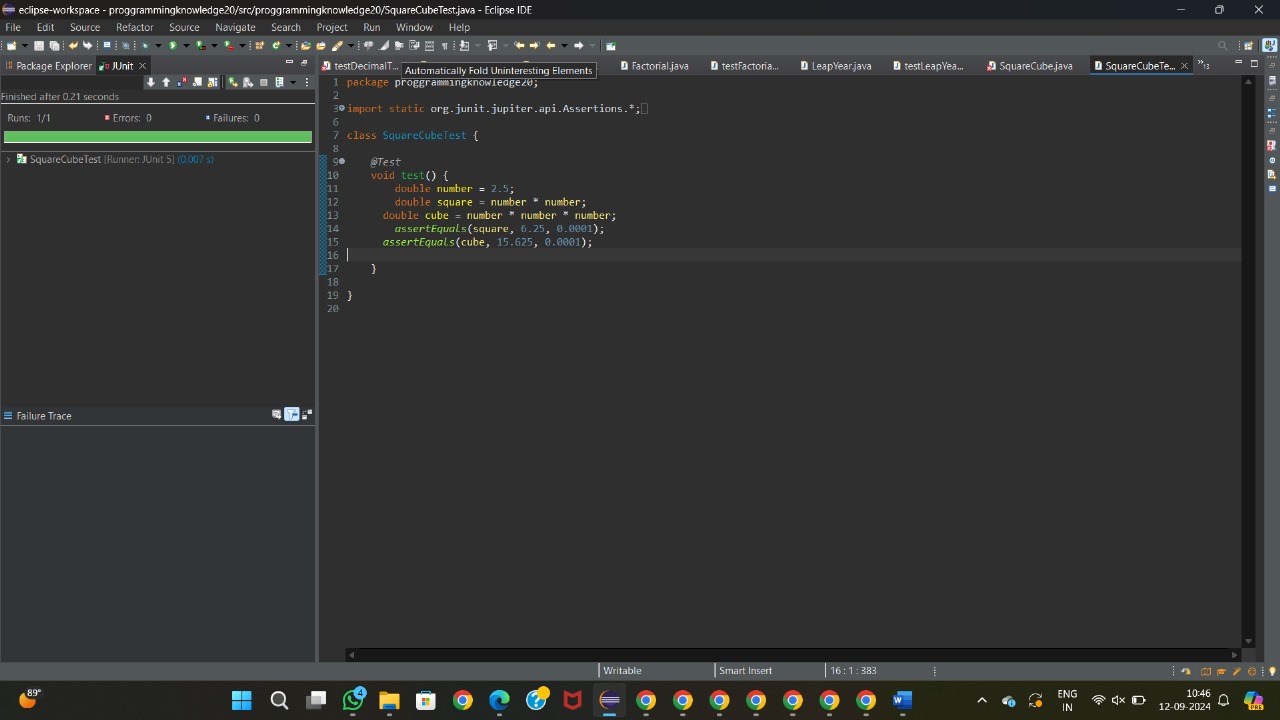 eclipse-workspace - proggrammingknowledge20/src/proggrammingknowledge20/SquareCubeTest.java - Eclipse IDE
File Edit Source Refactor Source Navigate Search Project Run Window Help
Package Explorer JUnit
testDecimalT... Factorial.java testFactoria... LeapYear.java testLeapYea... SquareCube.java SquareCubeTe... »13
Automatically Fold Uninteresting Elements
Finished after 0.21 seconds
Runs: 1/1 Errors: 0 Failures: 0
SquareCubeTest [Runner: JUnit 5] (0.007 s)
Failure Trace
1 package proggrammingknowledge20;
2
3 import static org.junit.jupiter.api.Assertions.*;
6
7 class SquareCubeTest {
8
9 @Test
10 void test() {
11 double number = 2.5;
12 double square = number * number;
13 double cube = number * number * number;
14 assertEquals(square, 6.25, 0.0001);
15 assertEquals(cube, 15.625, 0.0001);
16
17 }
18
19 }
20
Writable Smart Insert 16 : 1 : 383
89°
4
ENG
IN
10:46
12-09-2024
PRE